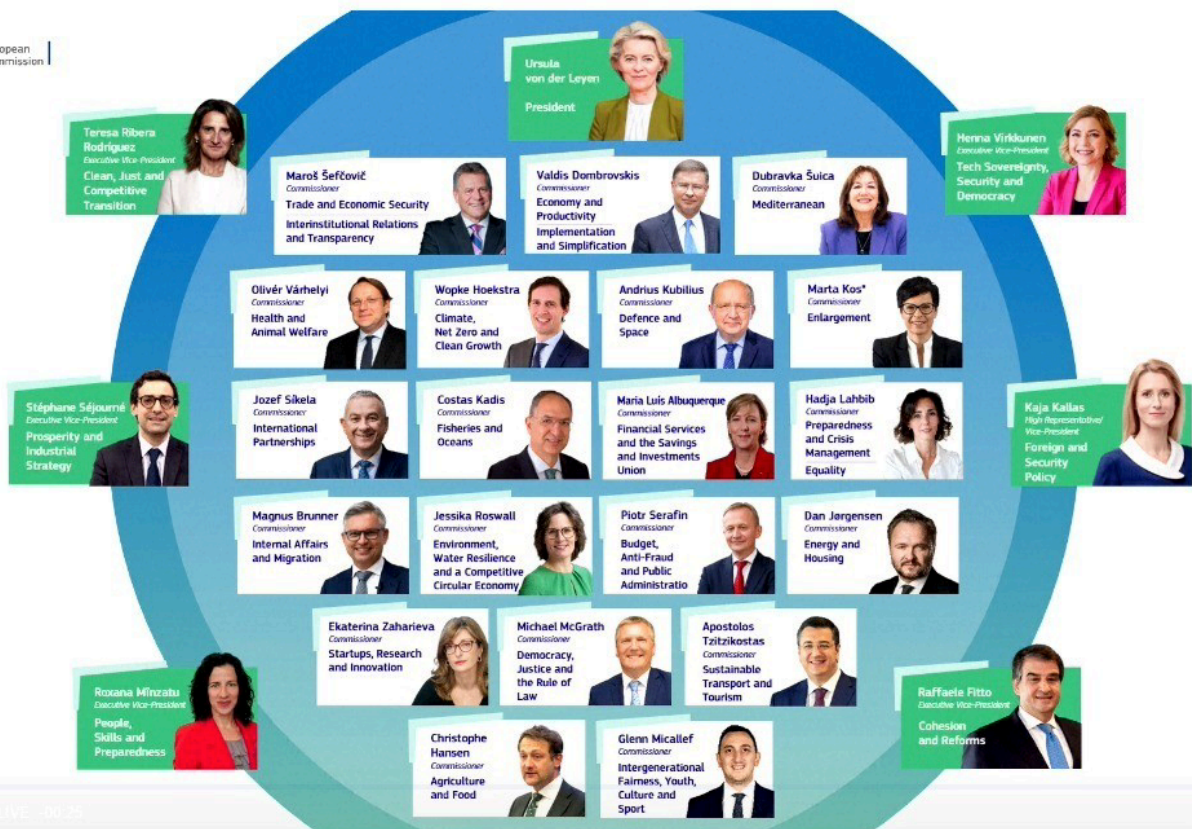 Ursula
von der Leyen
President
Teresa Ribera
Rodríguez
Executive Vice-President
Clean, Just and
Competitive
Transition
Henna Virkkunen
Executive Vice-President
Tech Sovereignty,
Security and
Democracy
Maroš Šefčovič
Commissioner
Trade and Economic Security
Interinstitutional Relations
and Transparency
Valdis Dombrovskis
Commissioner
Economy and
Productivity
Implementation
and Simplification
Dubravka Šuica
Commissioner
Mediterranean
Olivér Várhelyi
Commissioner
Health and
Animal Welfare
Wopke Hoekstra
Commissioner
Climate,
Net Zero and
Clean Growth
Andrius Kubilius
Commissioner
Defence and
Space
Marta Kos*
Commissioner
Enlargement
Stéphane Séjourné
Executive Vice-President
Prosperity and
Industrial
Strategy
Jozef Síkela
Commissioner
International
Partnerships
Costas Kadis
Commissioner
Fisheries and
Oceans
Maria Luís Albuquerque
Commissioner
Financial Services
and the Savings
and Investments
Union
Hadja Lahbib
Commissioner
Preparedness
and Crisis
Management
Equality
Kaja Kallas
High Representative/
Vice-President
Foreign and
Security
Policy
Magnus Brunner
Commissioner
Internal Affairs
and Migration
Jessika Roswall
Commissioner
Environment,
Water Resilience
and a Competitive
Circular Economy
Piotr Serafin
Commissioner
Budget,
Anti-Fraud
and Public
Administratio
Dan Jørgensen
Commissioner
Energy and
Housing
Ekaterina Zaharieva
Commissioner
Startups, Research
and Innovation
Michael McGrath
Commissioner
Democracy,
Justice and
the Rule of
Law
Apostolos
Tzitzikostas
Commissioner
Sustainable
Transport and
Tourism
Roxana Mînzatu
Executive Vice-President
People,
Skills and
Preparedness
Raffaele Fitto
Executive Vice-President
Cohesion
and Reforms
Christophe
Hansen
Commissioner
Agriculture
and Food
Glenn Micallef
Commissioner
Intergenerational
Fairness, Youth,
Culture and
Sport
LIVE -00:25